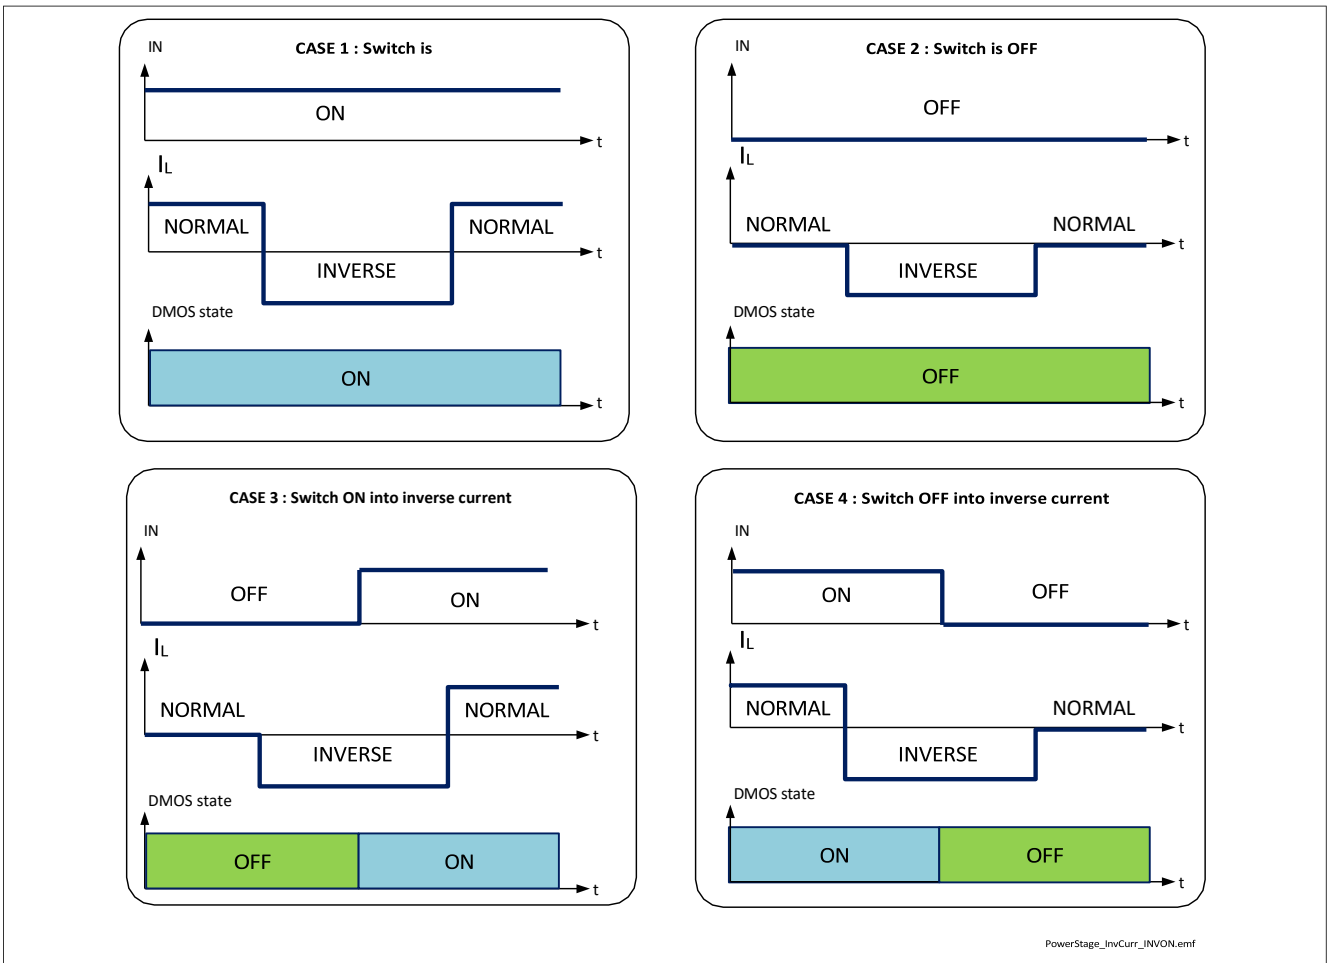 CASE 1 : Switch is
IN
ON
t
IL
NORMAL
NORMAL
t
INVERSE
DMOS state
ON
t
CASE 2 : Switch is OFF
IN
OFF
t
IL
NORMAL
NORMAL
t
INVERSE
DMOS state
OFF
t
CASE 3 : Switch ON into inverse current
IN
OFF
ON
t
IL
NORMAL
NORMAL
t
INVERSE
DMOS state
OFF
ON
t
CASE 4 : Switch OFF into inverse current
IN
ON
OFF
t
IL
NORMAL
NORMAL
t
INVERSE
DMOS state
ON
OFF
t
PowerStage_InvCurr_INVON.emf